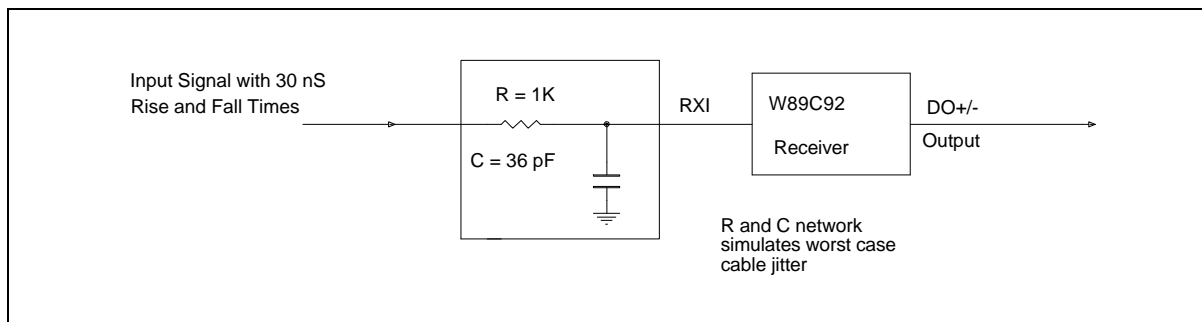 Input Signal with 30 nS
Rise and Fall Times
R = 1K
C = 36 pF
RXI
W89C92
Receiver
DO+/-
Output
R and C network
simulates worst case
cable jitter